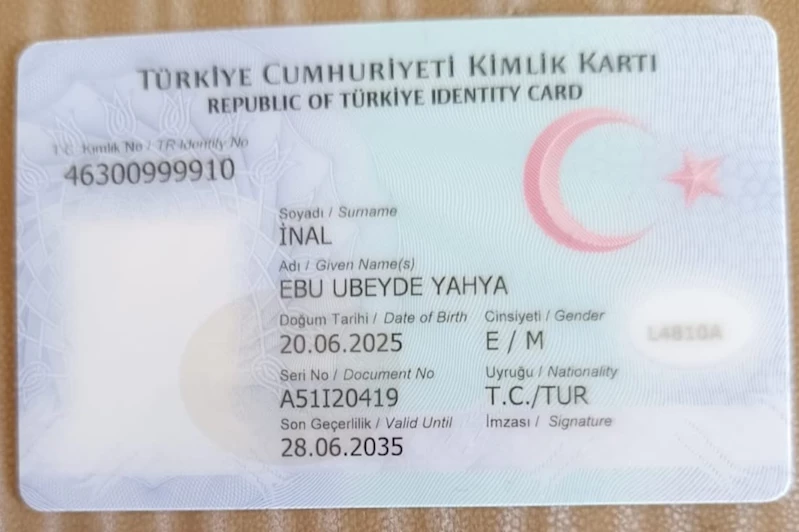 TÜRKİYE CUMHURİYETİ KİMLİK KARTI
REPUBLIC OF TÜRKİYE IDENTITY CARD
T.C. Kimlik No / TR Identity No
46300999910
Soyadı / Surname
İNAL
Adı / Given Name(s)
EBU UBEYDE YAHYA
Doğum Tarihi / Date of Birth Cinsiyeti / Gender
20.06.2025 E / M
Seri No / Document No Uyruğu / Nationality
A51I20419 T.C./TUR
Son Geçerlilik / Valid Until İmzası / Signature
28.06.2035